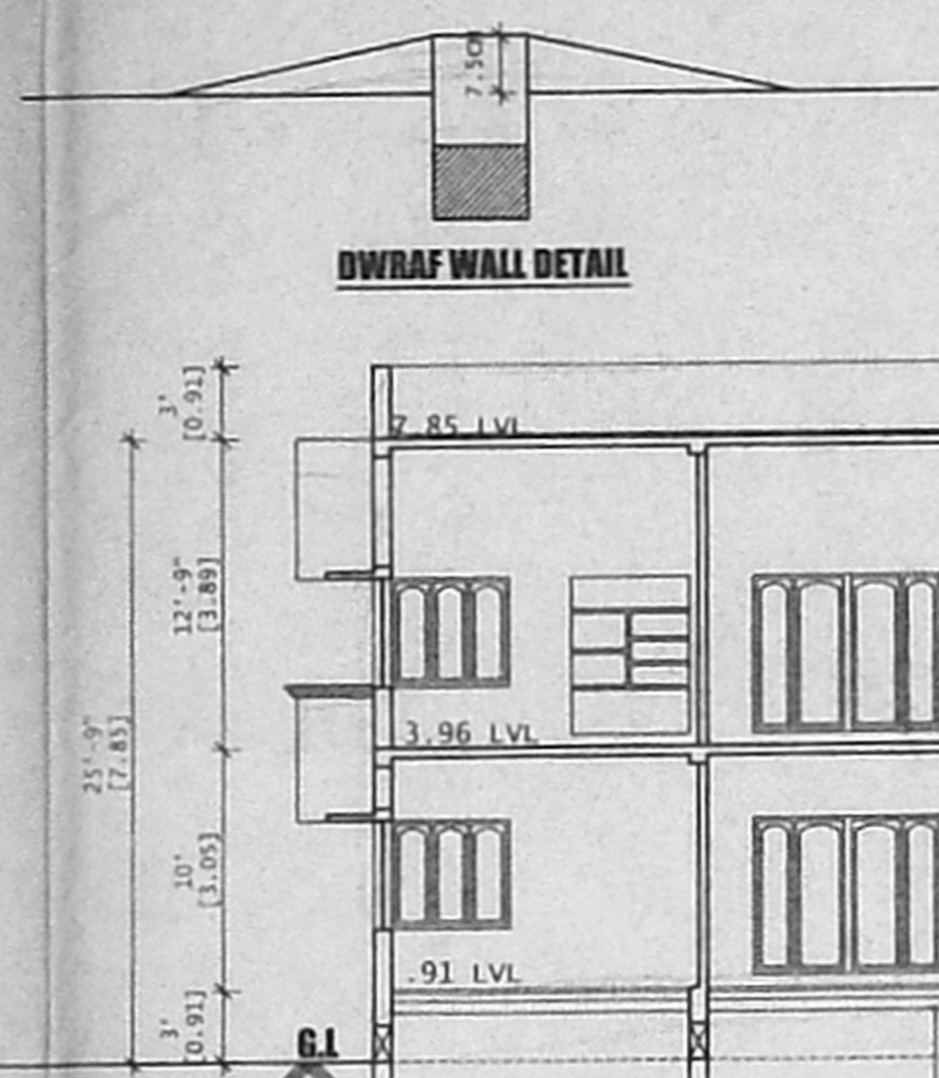 7.5CM
DWRAF WALL DETAIL
3'
[0.91]
7.85 LVL
12'-9"
[3.89]
3.96 LVL
25'-9"
[7.85]
10'
[3.05]
.91 LVL
3'
[0.91]
G.L